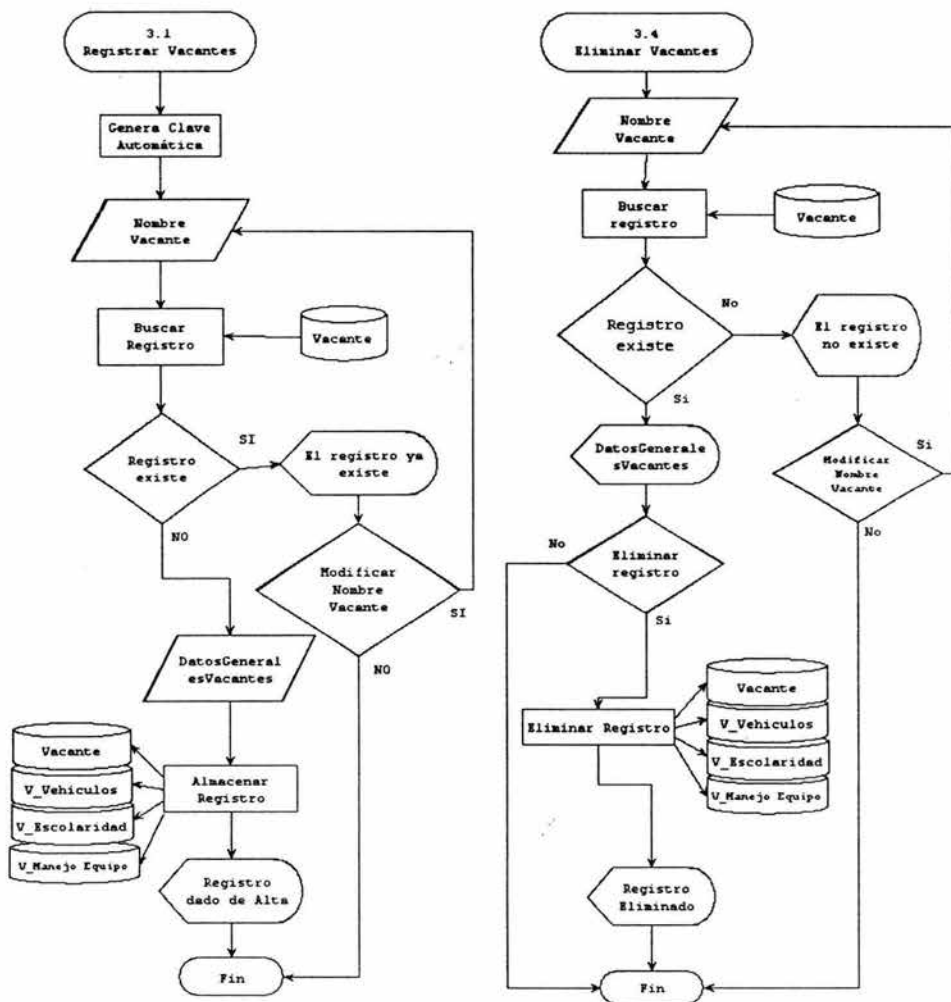 3.1
Registrar Vacantes
Genera Clave
Automática
Nombre
Vacante
Buscar
Registro
Vacante
Registro
existe
SI
El registro ya
existe
NO
Modificar
Nombre
Vacante
SI
NO
DatosGeneral
esVacantes
Vacante
V_Vehiculos
V_Escolaridad
V_Manejo Equipo
Almacenar
Registro
Registro
dado de Alta
Fin
3.4
Eliminar Vacantes
Nombre
Vacante
Buscar
registro
Vacante
Registro
existe
No
El registro
no existe
Si
DatosGenerale
sVacantes
Modificar
Nombre
Vacante
Si
No
No
Eliminar
registro
Si
Eliminar Registro
Vacante
V_Vehiculos
V_Escolaridad
V_Manejo Equipo
Registro
Eliminado
Fin